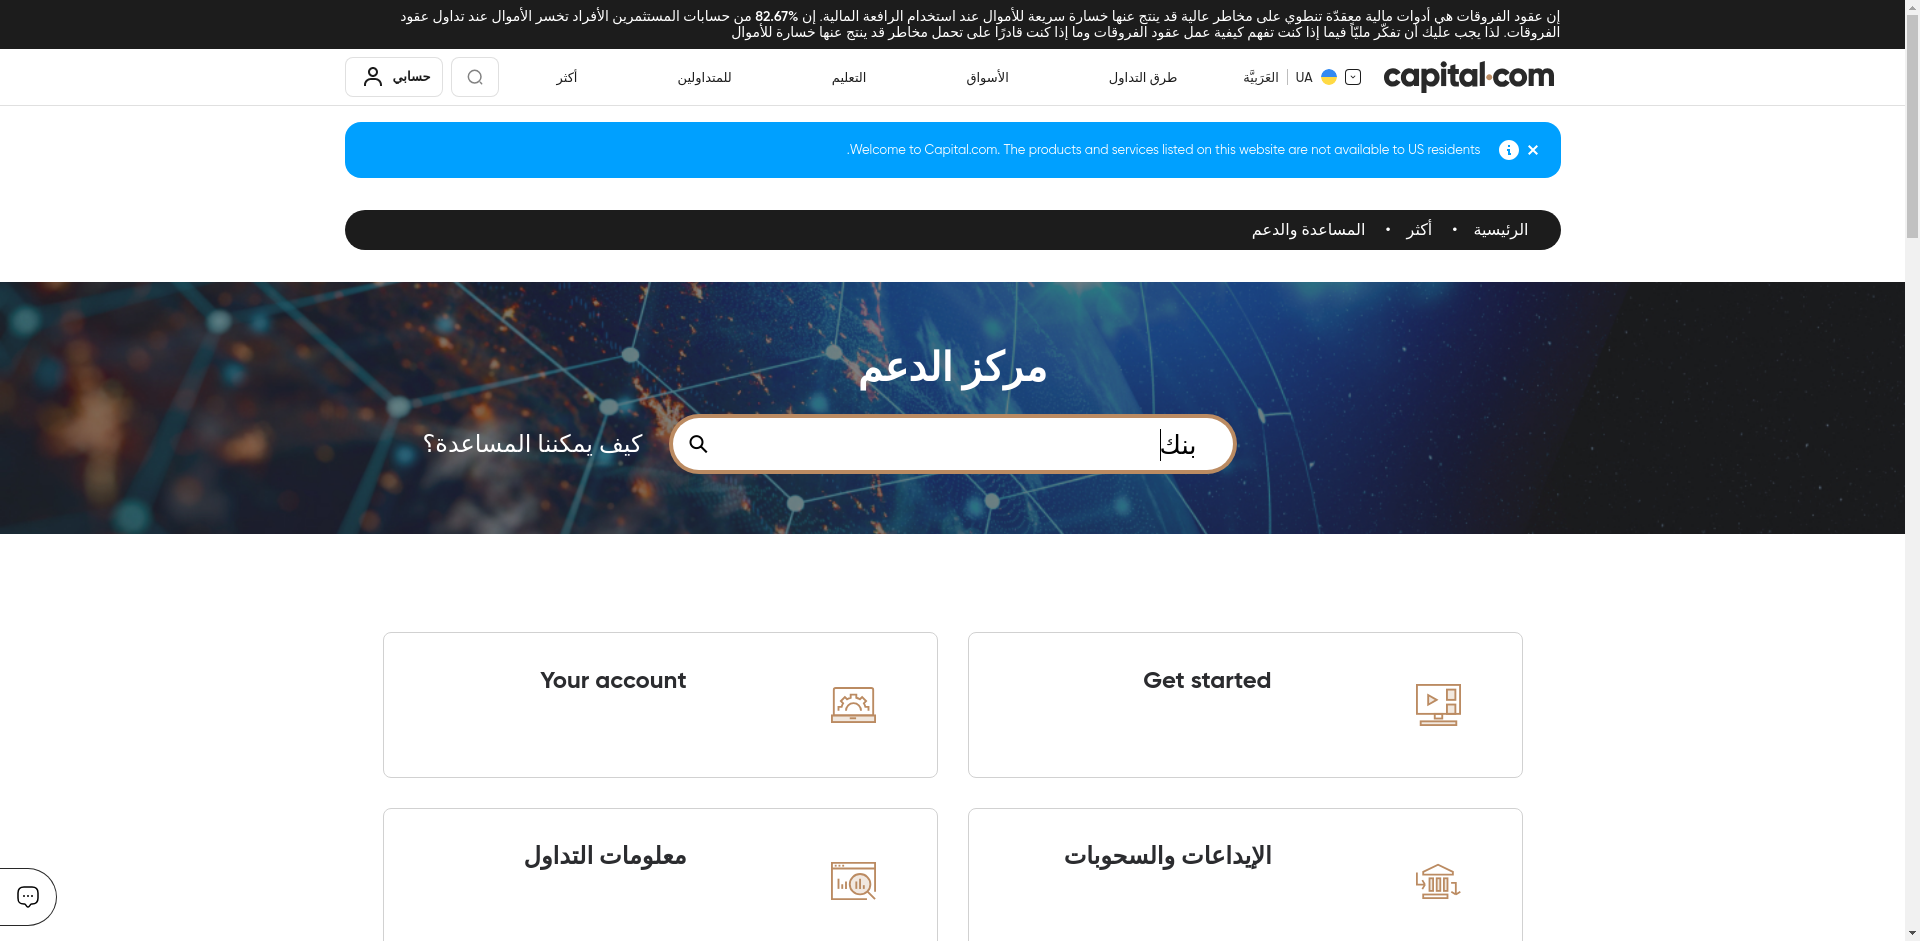 إن عقود الفروقات هي أدوات مالية معقدّة تنطوي على مخاطر عالية قد ينتج عنها خسارة سريعة للأموال عند استخدام الرافعة المالية. إن 82.67% من حسابات المستثمرين الأفراد تخسر الأموال عند تداول عقود
الفروقات. لذا يجب عليك أن تفكّر مليّاً فيما إذا كنت تفهم كيفية عمل عقود الفروقات وما إذا كنت قادرًا على تحمل مخاطر قد ينتج عنها خسارة للأموال
capital.com
UA | العَرَبِيَّة
طرق التداول
الأسواق
التعليم
للمتداولين
أكثر
حسابي
Welcome to Capital.com. The products and services listed on this website are not available to US residents.
الرئيسية • أكثر • المساعدة والدعم
مركز الدعم
بنك
كيف يمكننا المساعدة؟
Get started
Your account
الإيداعات والسحوبات
معلومات التداول